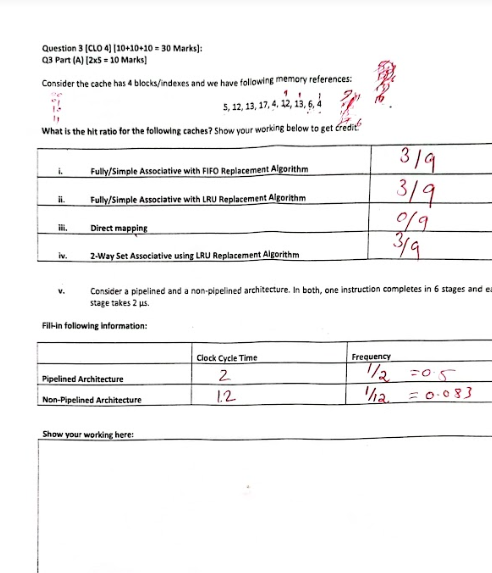 Question 3 [CLO 4] [10+10+10 = 30 Marks]:
Q3 Part (A) [2x5 = 10 Marks]
Consider the cache has 4 blocks/indexes and we have following memory references:
5, 12, 13, 17, 4, 12, 13, 6, 4
What is the hit ratio for the following caches? Show your working below to get credit.
i. Fully/Simple Associative with FIFO Replacement Algorithm 3/9
ii. Fully/Simple Associative with LRU Replacement Algorithm 3/9
iii. Direct mapping 0/9
iv. 2-Way Set Associative using LRU Replacement Algorithm 3/9
v. Consider a pipelined and a non-pipelined architecture. In both, one instruction completes in 6 stages and
stage takes 2 µs.
Fill-in following information:
Clock Cycle Time Frequency
Pipelined Architecture 2 1/2 = 0.5
Non-Pipelined Architecture 12 1/12 = 0.083
Show your working here: